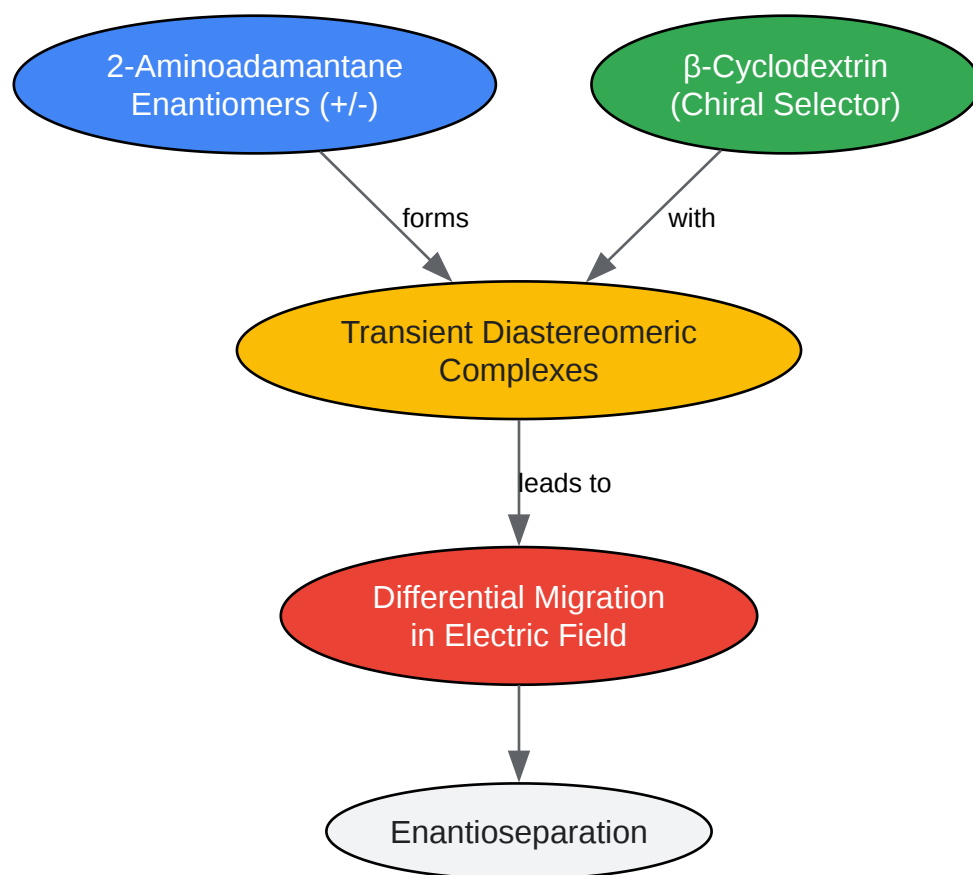 2-Aminoadamantane
Enantiomers (+/-)
β-Cyclodextrin
(Chiral Selector)
forms
with
Transient Diastereomeric
Complexes
leads to
Differential Migration
in Electric Field
Enantioseparation